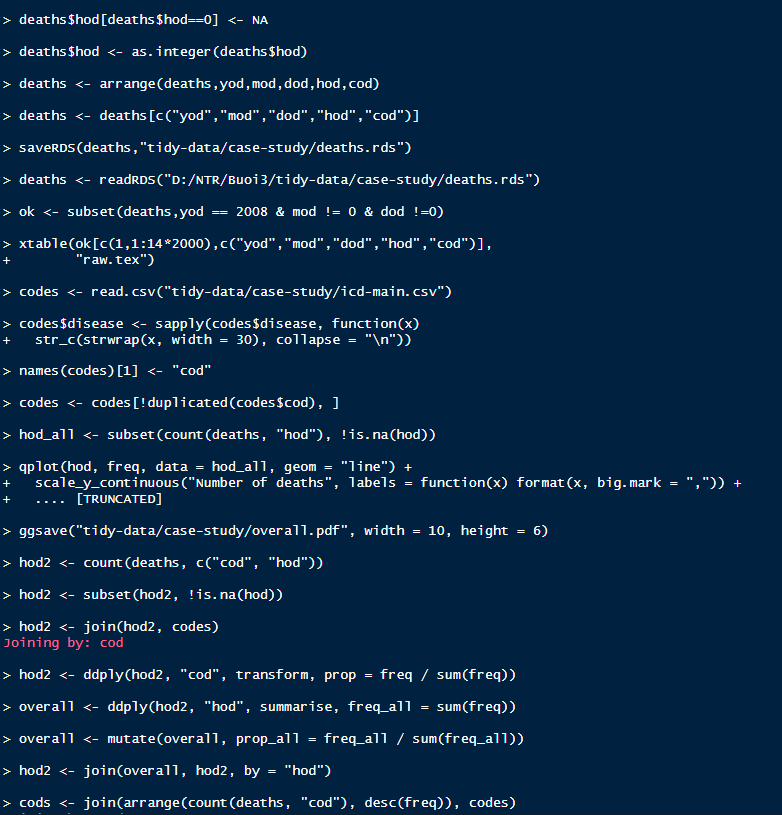 > deaths$hod[deaths$hod==0] <- NA
> deaths$hod <- as.integer(deaths$hod)
> deaths <- arrange(deaths,yod,mod,dod,hod,cod)
> deaths <- deaths[c("yod","mod","dod","hod","cod")]
> saveRDS(deaths,"tidy-data/case-study/deaths.rds")
> deaths <- readRDS("D:/NTR/Buoi3/tidy-data/case-study/deaths.rds")
> ok <- subset(deaths,yod == 2008 & mod != 0 & dod !=0)
> xtable(ok[c(1,1:14*2000),c("yod","mod","dod","hod","cod")],
+        "raw.tex")
> codes <- read.csv("tidy-data/case-study/icd-main.csv")
> codes$disease <- sapply(codes$disease, function(x)
+   str_c(strwrap(x, width = 30), collapse = "\n"))
> names(codes)[1] <- "cod"
> codes <- codes[!duplicated(codes$cod), ]
> hod_all <- subset(count(deaths, "hod"), !is.na(hod))
> qplot(hod, freq, data = hod_all, geom = "line") +
+   scale_y_continuous("Number of deaths", labels = function(x) format(x, big.mark = ",")) +
+   .... [TRUNCATED]
> ggsave("tidy-data/case-study/overall.pdf", width = 10, height = 6)
> hod2 <- count(deaths, c("cod", "hod"))
> hod2 <- subset(hod2, !is.na(hod))
> hod2 <- join(hod2, codes)
Joining by: cod
> hod2 <- ddply(hod2, "cod", transform, prop = freq / sum(freq))
> overall <- ddply(hod2, "hod", summarise, freq_all = sum(freq))
> overall <- mutate(overall, prop_all = freq_all / sum(freq_all))
> hod2 <- join(overall, hod2, by = "hod")
> cods <- join(arrange(count(deaths, "cod"), desc(freq)), codes)